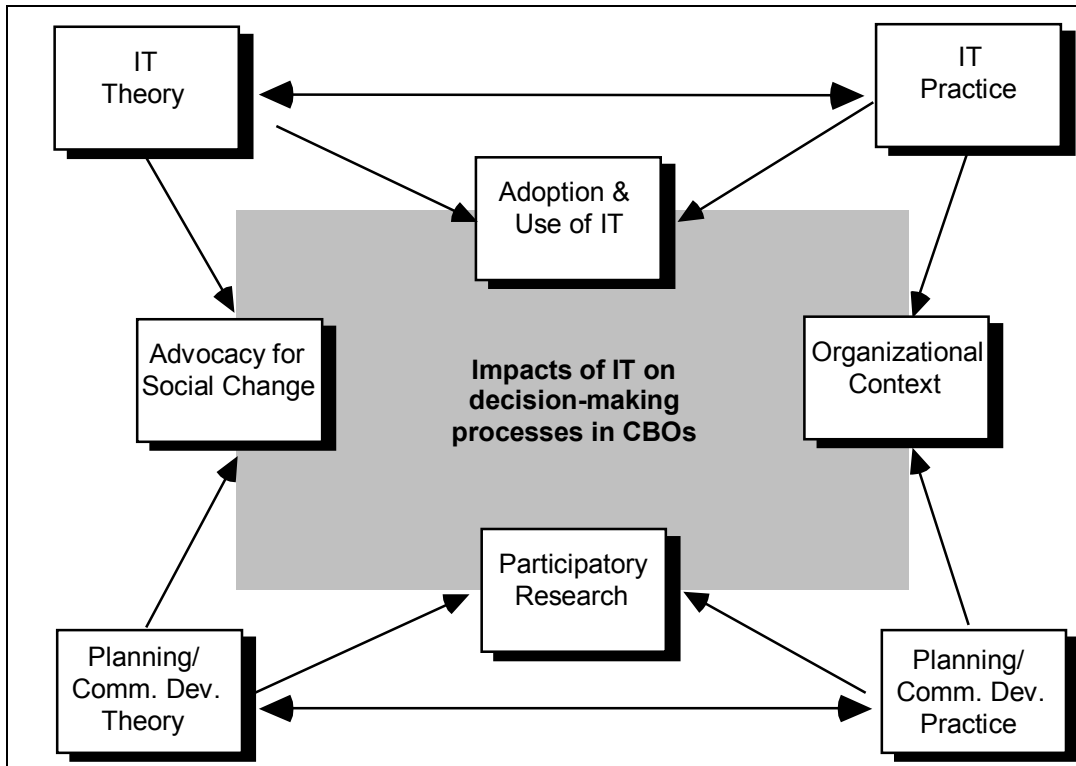 IT
Theory
IT
Practice
Adoption &
Use of IT
Advocacy for
Social Change
Impacts of IT on
decision-making
processes in CBOs
Organizational
Context
Participatory
Research
Planning/
Comm. Dev.
Theory
Planning/
Comm. Dev.
Practice